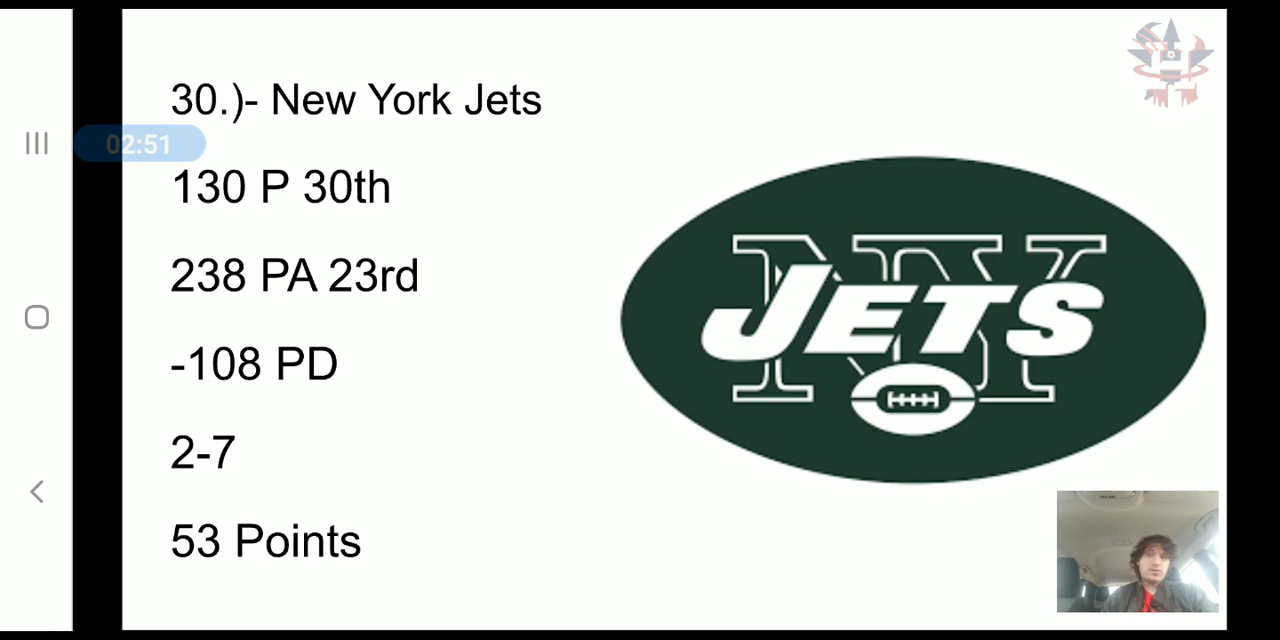 30.)- New York Jets
02:51
130 P 30th
238 PA 23rd
-108 PD
2-7
53 Points
NY
JETS